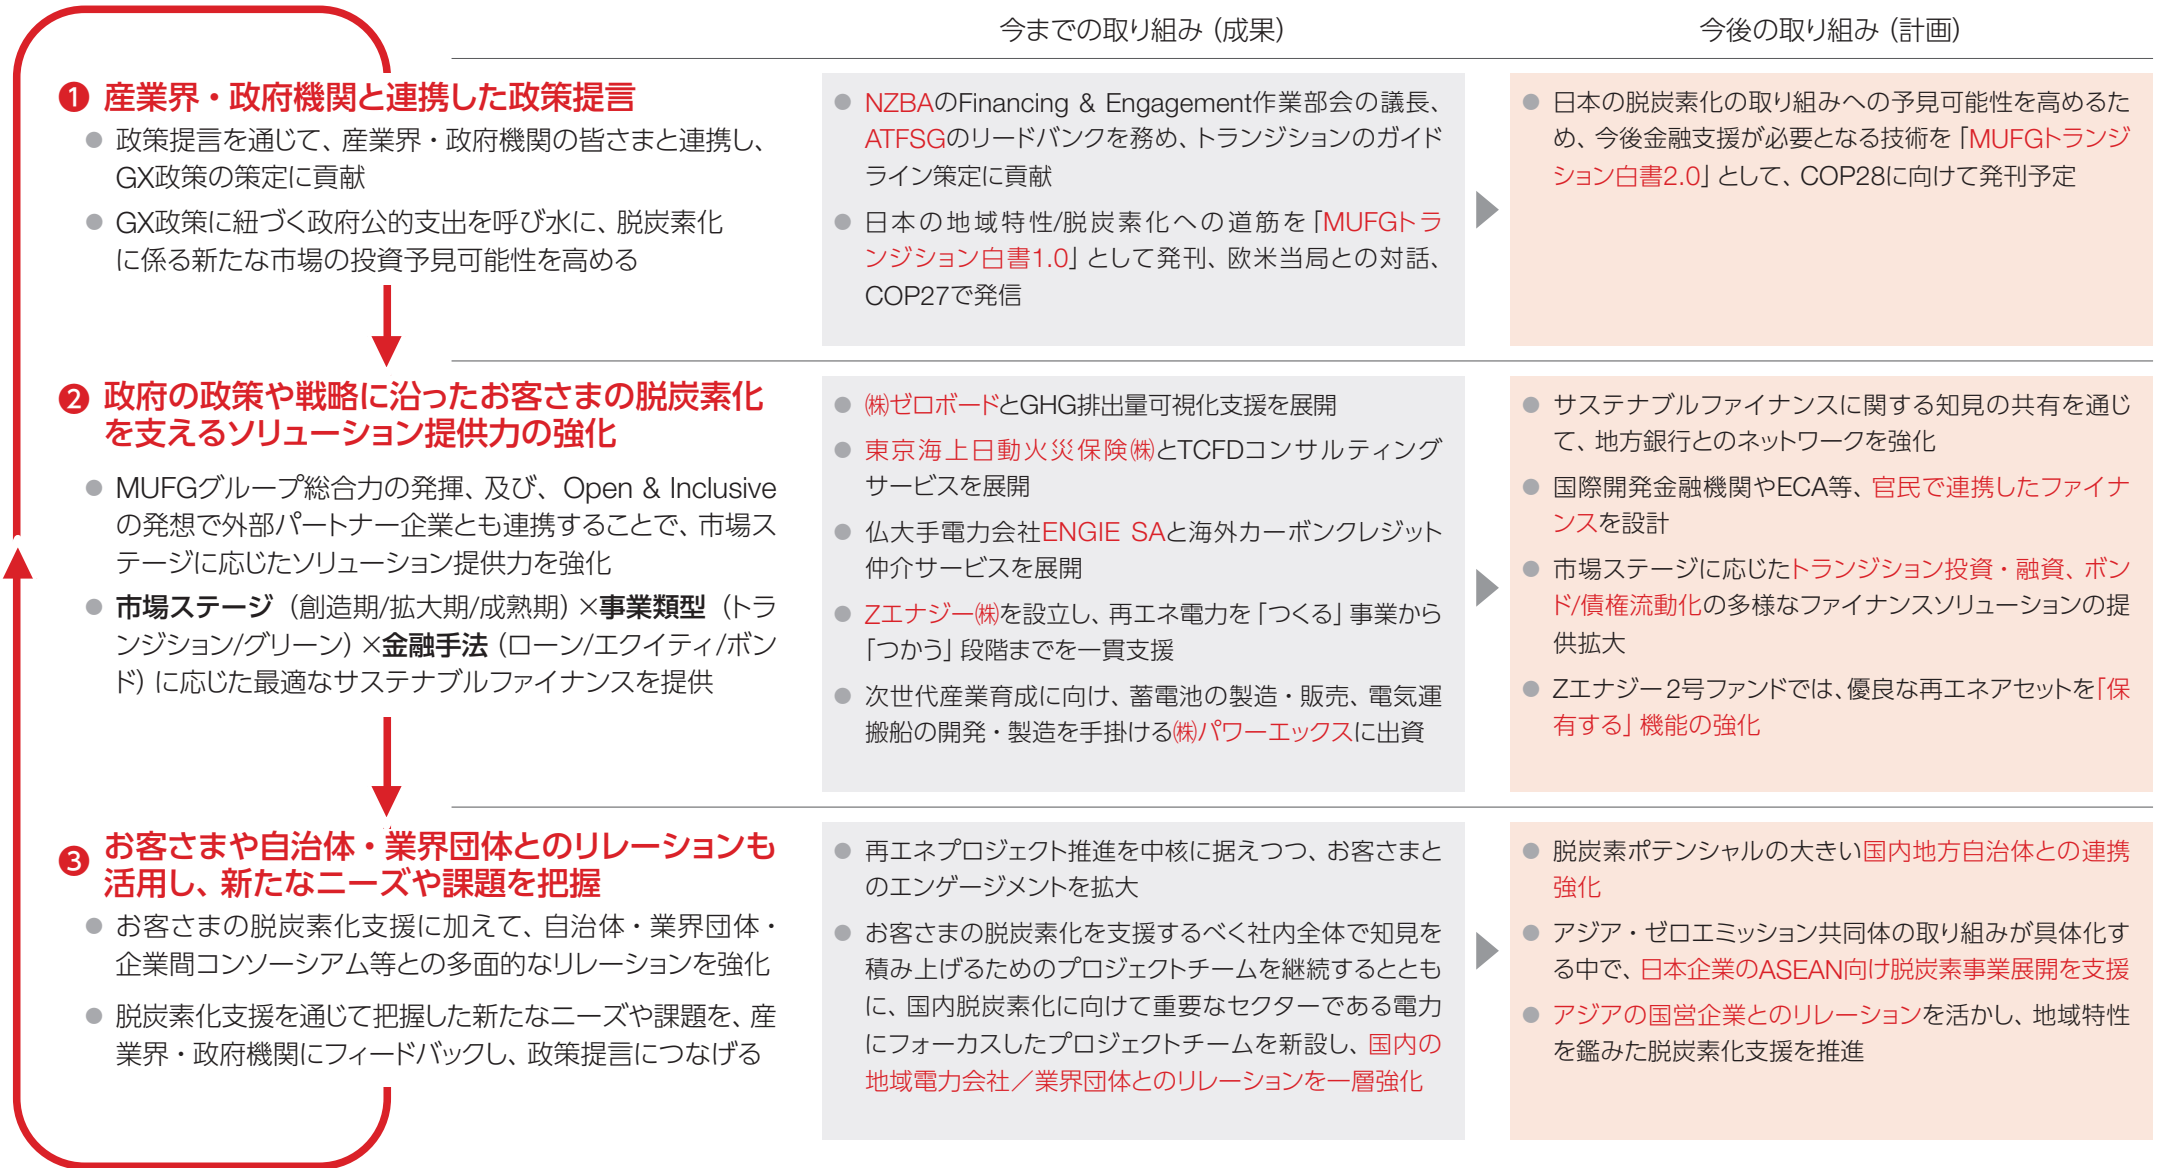 今までの取り組み（成果）
今後の取り組み（計画）
❶ 産業界・政府機関と連携した政策提言
● 政策提言を通じて、産業界・政府機関の皆さまと連携し、
GX政策の策定に貢献
● GX政策に紐づく政府公的支出を呼び水に、脱炭素化
に係る新たな市場の投資予見可能性を高める
● NZBAのFinancing & Engagement作業部会の議長、
ATFSGのリードバンクを務め、トランジションのガイド
ライン策定に貢献
● 日本の地域特性/脱炭素化への道筋を「MUFGトラ
ンジション白書1.0」として発刊、欧米当局との対話、
COP27で発信
● 日本の脱炭素化の取り組みへの予見可能性を高めるた
め、今後金融支援が必要となる技術を「MUFGトランジ
ション白書2.0」として、COP28に向けて発刊予定
❷ 政府の政策や戦略に沿ったお客さまの脱炭素化
を支えるソリューション提供力の強化
● MUFGグループ総合力の発揮、及び、Open & Inclusive
の発想で外部パートナー企業とも連携することで、市場ス
テージに応じたソリューション提供力を強化
● 市場ステージ（創造期/拡大期/成熟期）×事業類型（トラ
ンジション/グリーン）×金融手法（ローン/エクイティ/ボン
ド）に応じた最適なサステナブルファイナンスを提供
● ㈱ゼロボードとGHG排出量可視化支援を展開
● 東京海上日動火災保険㈱とTCFDコンサルティング
サービスを展開
● 仏大手電力会社ENGIE SAと海外カーボンクレジット
仲介サービスを展開
● Zエナジー㈱を設立し、再エネ電力を「つくる」事業から
「つかう」段階までを一貫支援
● 次世代産業育成に向け、蓄電池の製造・販売、電気運
搬船の開発・製造を手掛ける㈱パワーエックスに出資
● サステナブルファイナンスに関する知見の共有を通じ
て、地方銀行とのネットワークを強化
● 国際開発金融機関やECA等、官民で連携したファイナ
ンスを設計
● 市場ステージに応じたトランジション投資・融資、ボン
ド/債権流動化の多様なファイナンスソリューションの提
供拡大
● Zエナジー2号ファンドでは、優良な再エネアセットを「保
有する」機能の強化
❸ お客さまや自治体・業界団体とのリレーションも
活用し、新たなニーズや課題を把握
● お客さまの脱炭素化支援に加えて、自治体・業界団体・
企業間コンソーシアム等との多面的なリレーションを強化
● 脱炭素化支援を通じて把握した新たなニーズや課題を、産
業界・政府機関にフィードバックし、政策提言につなげる
● 再エネプロジェクト推進を中核に据えつつ、お客さまと
のエンゲージメントを拡大
● お客さまの脱炭素化を支援するべく社内全体で知見を
積み上げるためのプロジェクトチームを継続するととも
に、国内脱炭素化に向けて重要なセクターである電力
にフォーカスしたプロジェクトチームを新設し、国内の
地域電力会社／業界団体とのリレーションを一層強化
● 脱炭素ポテンシャルの大きい国内地方自治体との連携
強化
● アジア・ゼロエミッション共同体の取り組みが具体化す
る中で、日本企業のASEAN向け脱炭素事業展開を支援
● アジアの国営企業とのリレーションを活かし、地域特性
を鑑みた脱炭素化支援を推進